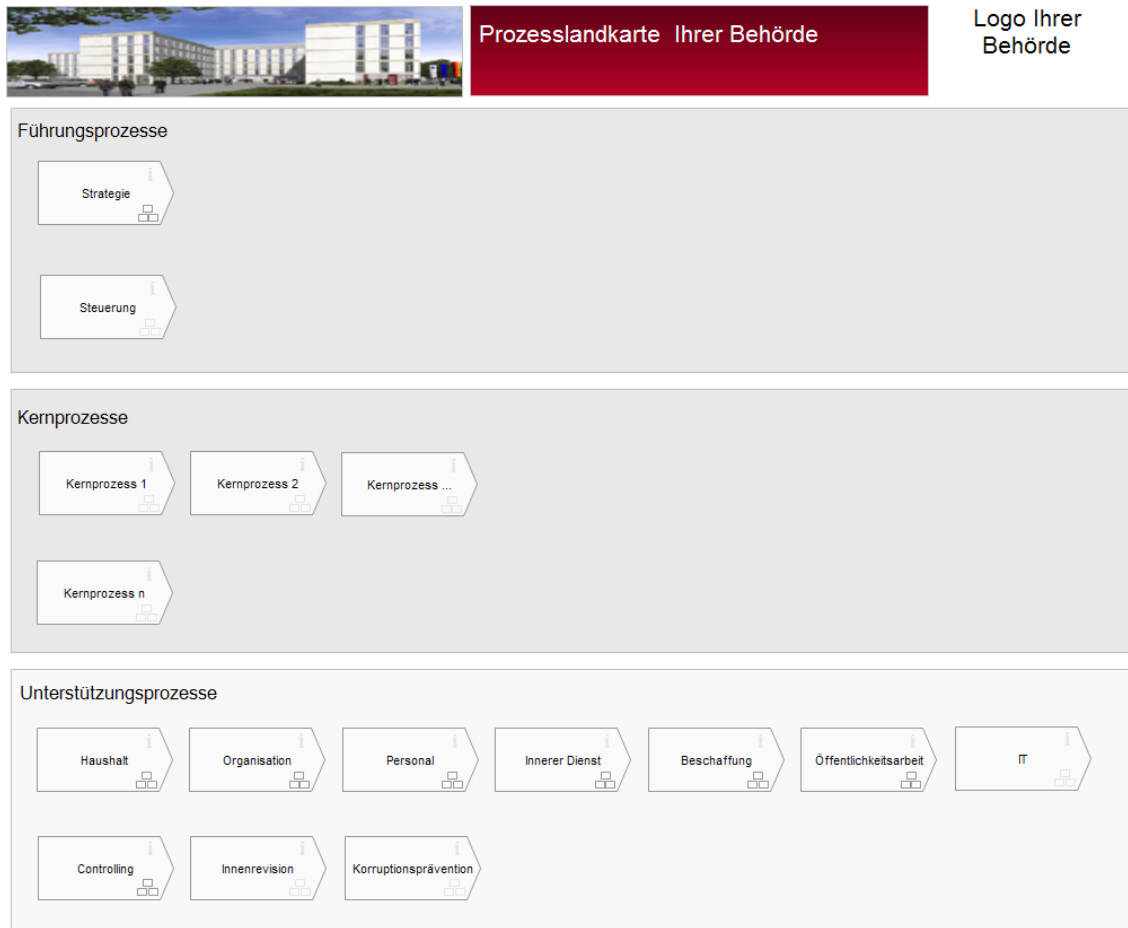 Prozesslandkarte Ihrer Behörde
Logo Ihrer
Behörde
Führungsprozesse
Strategie
Steuerung
Kernprozesse
Kernprozess 1
Kernprozess 2
Kernprozess ...
Kernprozess n
Unterstützungsprozesse
Haushalt
Organisation
Personal
Innerer Dienst
Beschaffung
Öffentlichkeitsarbeit
IT
Controlling
Innenrevision
Korruptionsprävention